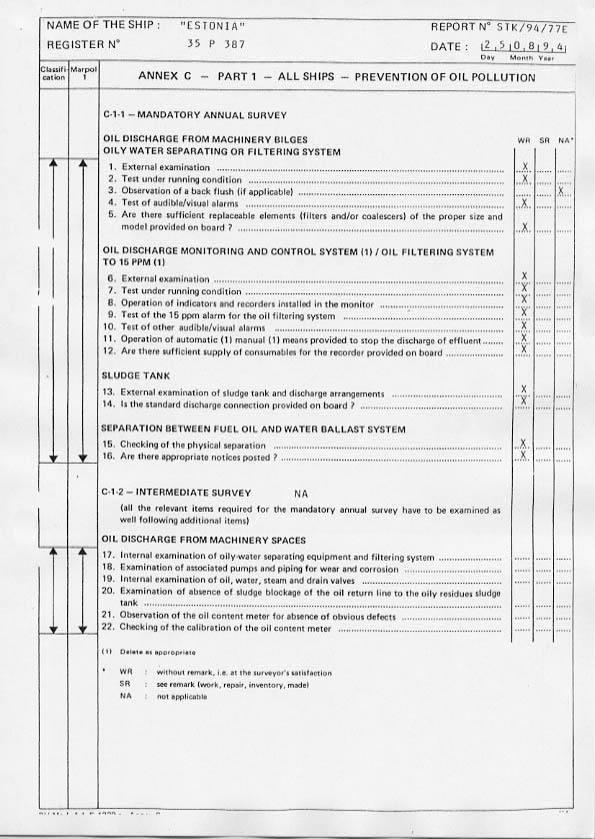 NAME OF THE SHIP : "ESTONIA" REPORT N° STK/94/77E
REGISTER N° 35 P 387 DATE : 2 5 0 8 9 4
Day Month Year
Classifi- Marpol
cation 1
ANNEX C — PART 1 — ALL SHIPS — PREVENTION OF OIL POLLUTION
C-1-1 – MANDATORY ANNUAL SURVEY
OIL DISCHARGE FROM MACHINERY BILGES WR SR NA*
OILY WATER SEPARATING OR FILTERING SYSTEM
1. External examination X
2. Test under running condition X
3. Observation of a back flush (if applicable) X
4. Test of audible/visual alarms X
5. Are there sufficient replaceable elements (filters and/or coalescers) of the proper size and
model provided on board ? X
OIL DISCHARGE MONITORING AND CONTROL SYSTEM (1) / OIL FILTERING SYSTEM
TO 15 PPM (1)
6. External examination X
7. Test under running condition X
8. Operation of indicators and recorders installed in the monitor X
9. Test of the 15 ppm alarm for the oil filtering system X
10. Test of other audible/visual alarms X
11. Operation of automatic (1) manual (1) means provided to stop the discharge of effluent X
12. Are there sufficient supply of consumables for the recorder provided on board X
SLUDGE TANK
13. External examination of sludge tank and discharge arrangements X
14. Is the standard discharge connection provided on board ? X
SEPARATION BETWEEN FUEL OIL AND WATER BALLAST SYSTEM
15. Checking of the physical separation X
16. Are there appropriate notices posted ? X
C-1-2 – INTERMEDIATE SURVEY NA
(all the relevant items required for the mandatory annual survey have to be examined as
well following additional items)
OIL DISCHARGE FROM MACHINERY SPACES
17. Internal examination of oily-water separating equipment and filtering system
18. Examination of associated pumps and piping for wear and corrosion
19. Internal examination of oil, water, steam and drain valves
20. Examination of absence of sludge blockage of the oil return line to the oily residues sludge
tank
21. Observation of the oil content meter for absence of obvious defects
22. Checking of the calibration of the oil content meter
(1) Delete as appropriate
* WR : without remark, i.e. at the surveyor's satisfaction
SR : see remark (work, repair, inventory, made)
NA : not applicable